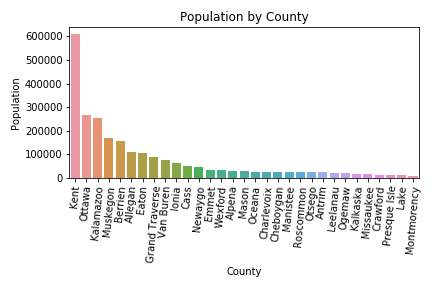 Population by County
Population
600000
500000
400000
300000
200000
100000
0
Kent
Ottawa
Kalamazoo
Muskegon
Berrien
Allegan
Eaton
Grand Traverse
Van Buren
Ionia
Cass
Newaygo
Emmet
Wexford
Alpena
Mason
Oceana
Charlevoix
Cheboygan
Manistee
Roscommon
Otsego
Antrim
Leelanau
Ogemaw
Kalkaska
Missaukee
Crawford
Presque Isle
Lake
Montmorency
County